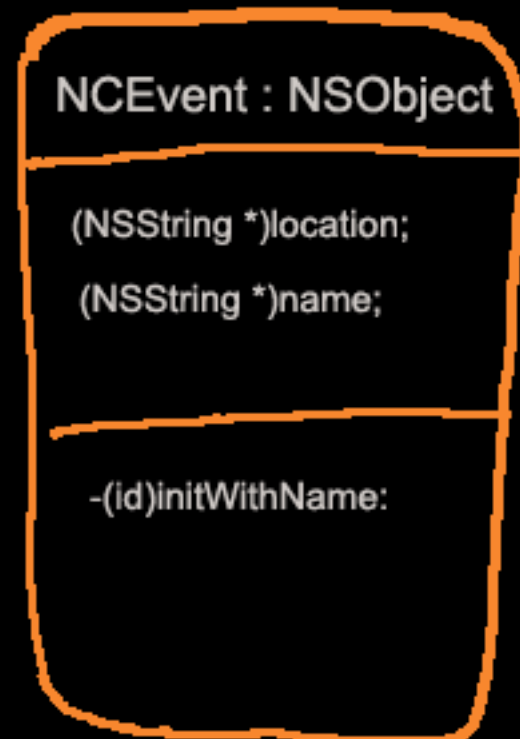 NCEvent : NSObject
(NSString *)location;
(NSString *)name;
-(id)initWithName: